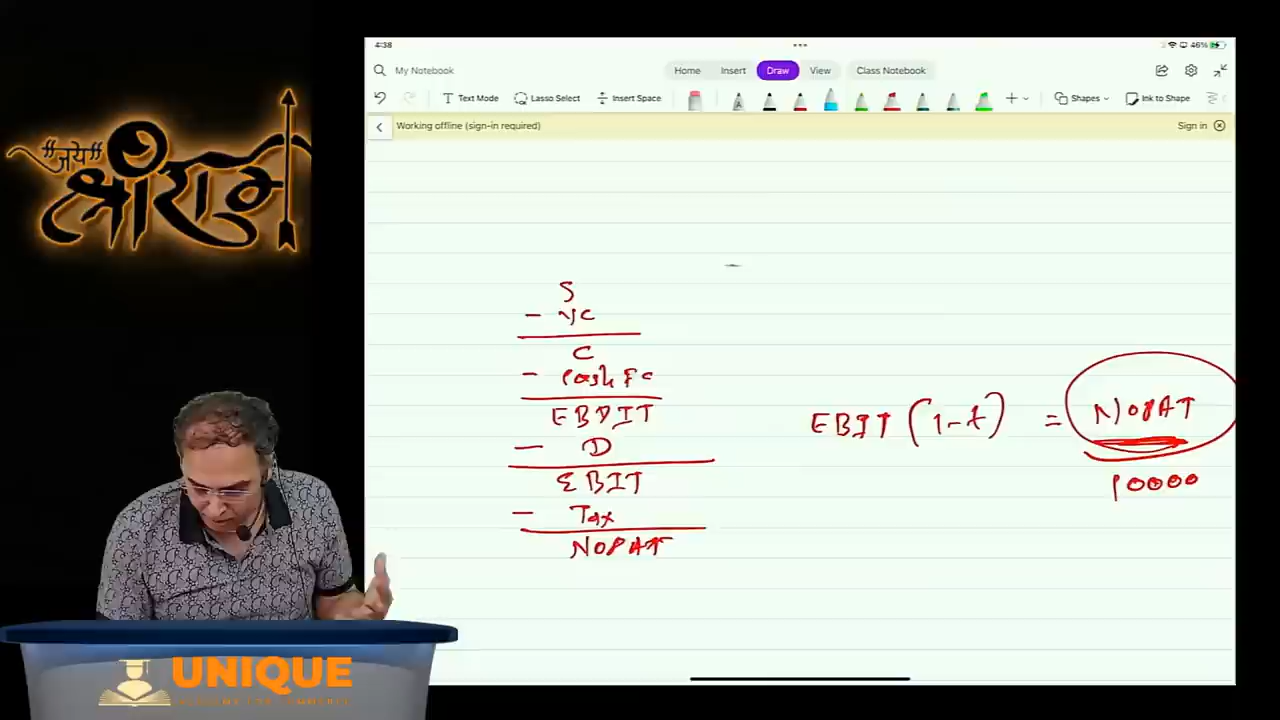 "जय"
श्री राम
4:38
46%
My Notebook
Home Insert Draw View Class Notebook
Text Mode Lasso Select Insert Space Shapes Ink to Shape
Working offline (sign-in required) Sign in
S
- VC
C
- Cash FC
EBDIT
- D
EBIT
- Tax
NOPAT
EBIT (1-t) = NOPAT
10000
UNIQUE